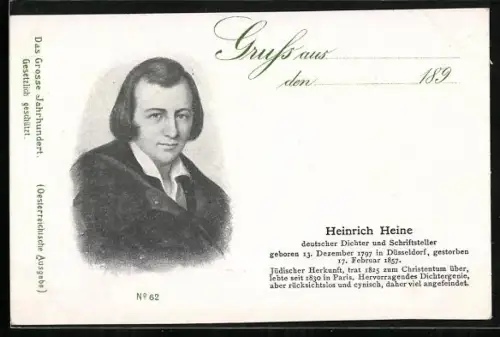 Gruss aus
den 189
Das Grosse Jahrhundert. (Oesterreichische Ausgabe)
Gesetzlich geschützt.
Heinrich Heine
deutscher Dichter und Schriftsteller
geboren 13. Dezember 1797 in Düsseldorf, gestorben
17. Februar 1857.
Jüdischer Herkunft, trat 1825 zum Christentum über,
lebte seit 1830 in Paris. Hervorragendes Dichtergenie,
aber rücksichtslos und cynisch, daher viel angefeindet.
Nº 62